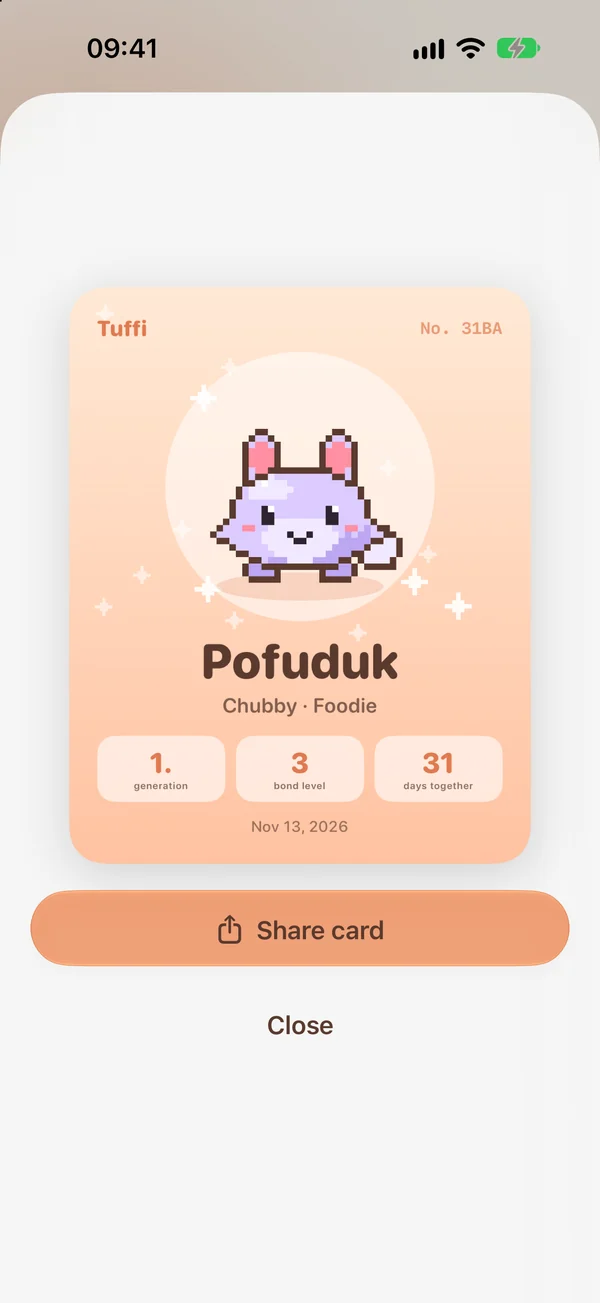 09:41
Tuffi
No. 31BA
Pofuduk
Chubby · Foodie
1.
generation
3
bond level
31
days together
Nov 13, 2026
Share card
Close